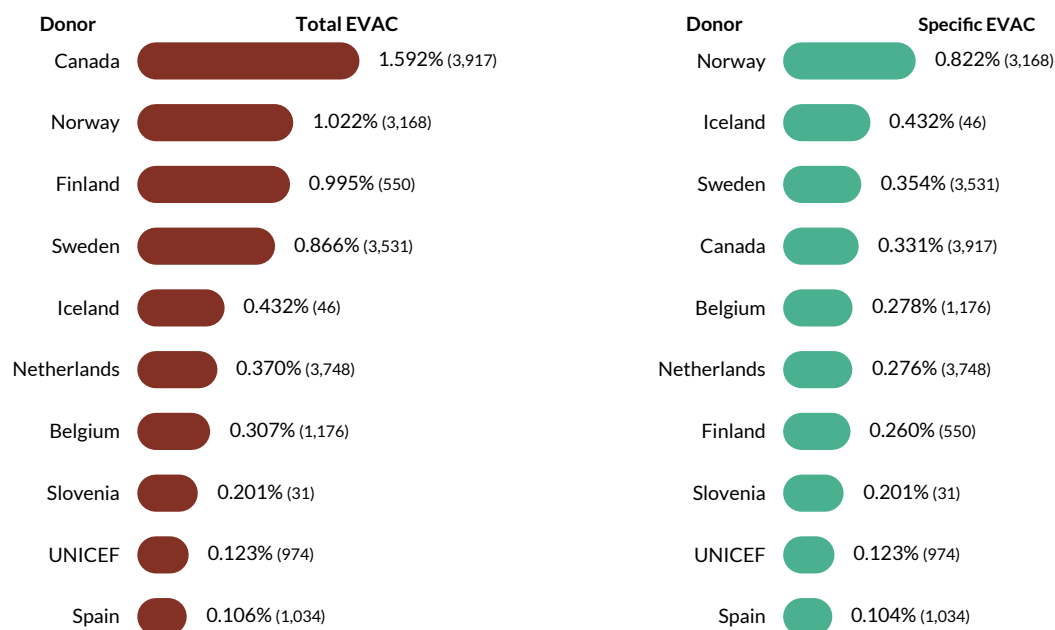 Donor Total EVAC
Canada 1.592% (3,917)
Norway 1.022% (3,168)
Finland 0.995% (550)
Sweden 0.866% (3,531)
Iceland 0.432% (46)
Netherlands 0.370% (3,748)
Belgium 0.307% (1,176)
Slovenia 0.201% (31)
UNICEF 0.123% (974)
Spain 0.106% (1,034)
Donor Specific EVAC
Norway 0.822% (3,168)
Iceland 0.432% (46)
Sweden 0.354% (3,531)
Canada 0.331% (3,917)
Belgium 0.278% (1,176)
Netherlands 0.276% (3,748)
Finland 0.260% (550)
Slovenia 0.201% (31)
UNICEF 0.123% (974)
Spain 0.104% (1,034)